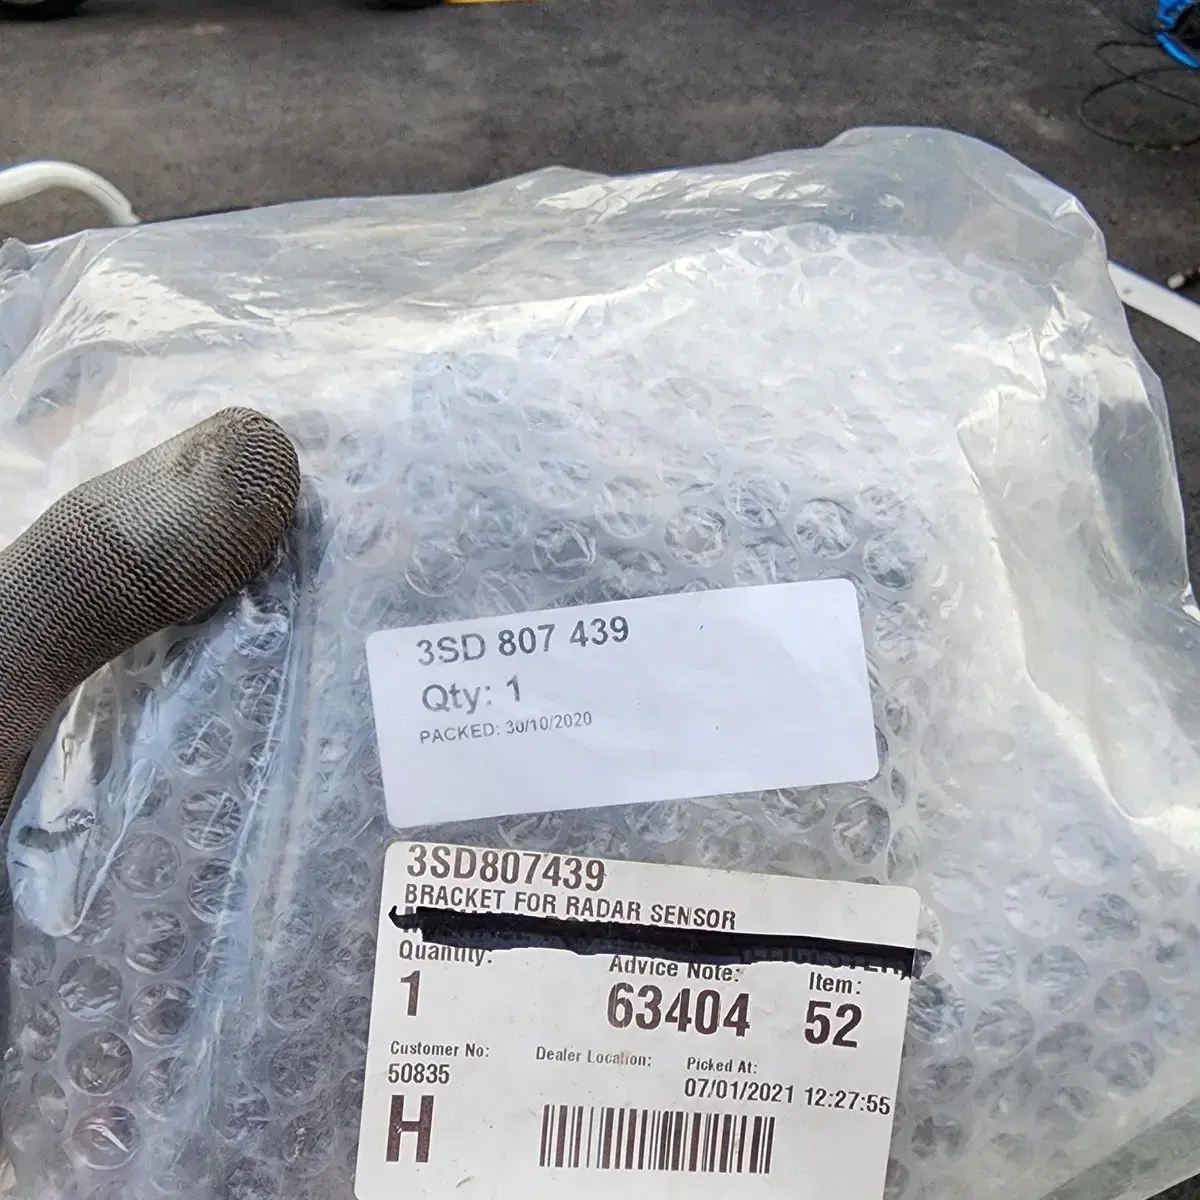 3SD 807 439
Qty: 1
PACKED: 30/10/2020
3SD807439
BRACKET FOR RADAR SENSOR
Quantity: Advice Note: Item:
1 63404 52
Customer No: Dealer Location: Picked At:
50835 07/01/2021 12:27:55
H